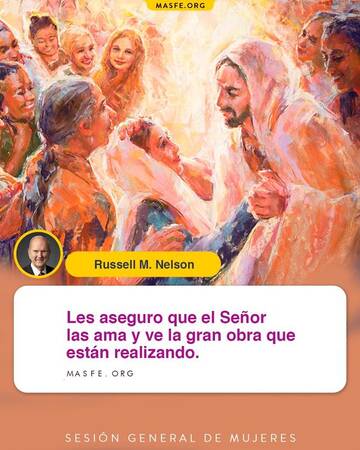 MASFE.ORG
Russell M. Nelson
Les aseguro que el Señor
las ama y ve la gran obra que
están realizando.
MASFE.ORG
SESIÓN GENERAL DE MUJERES